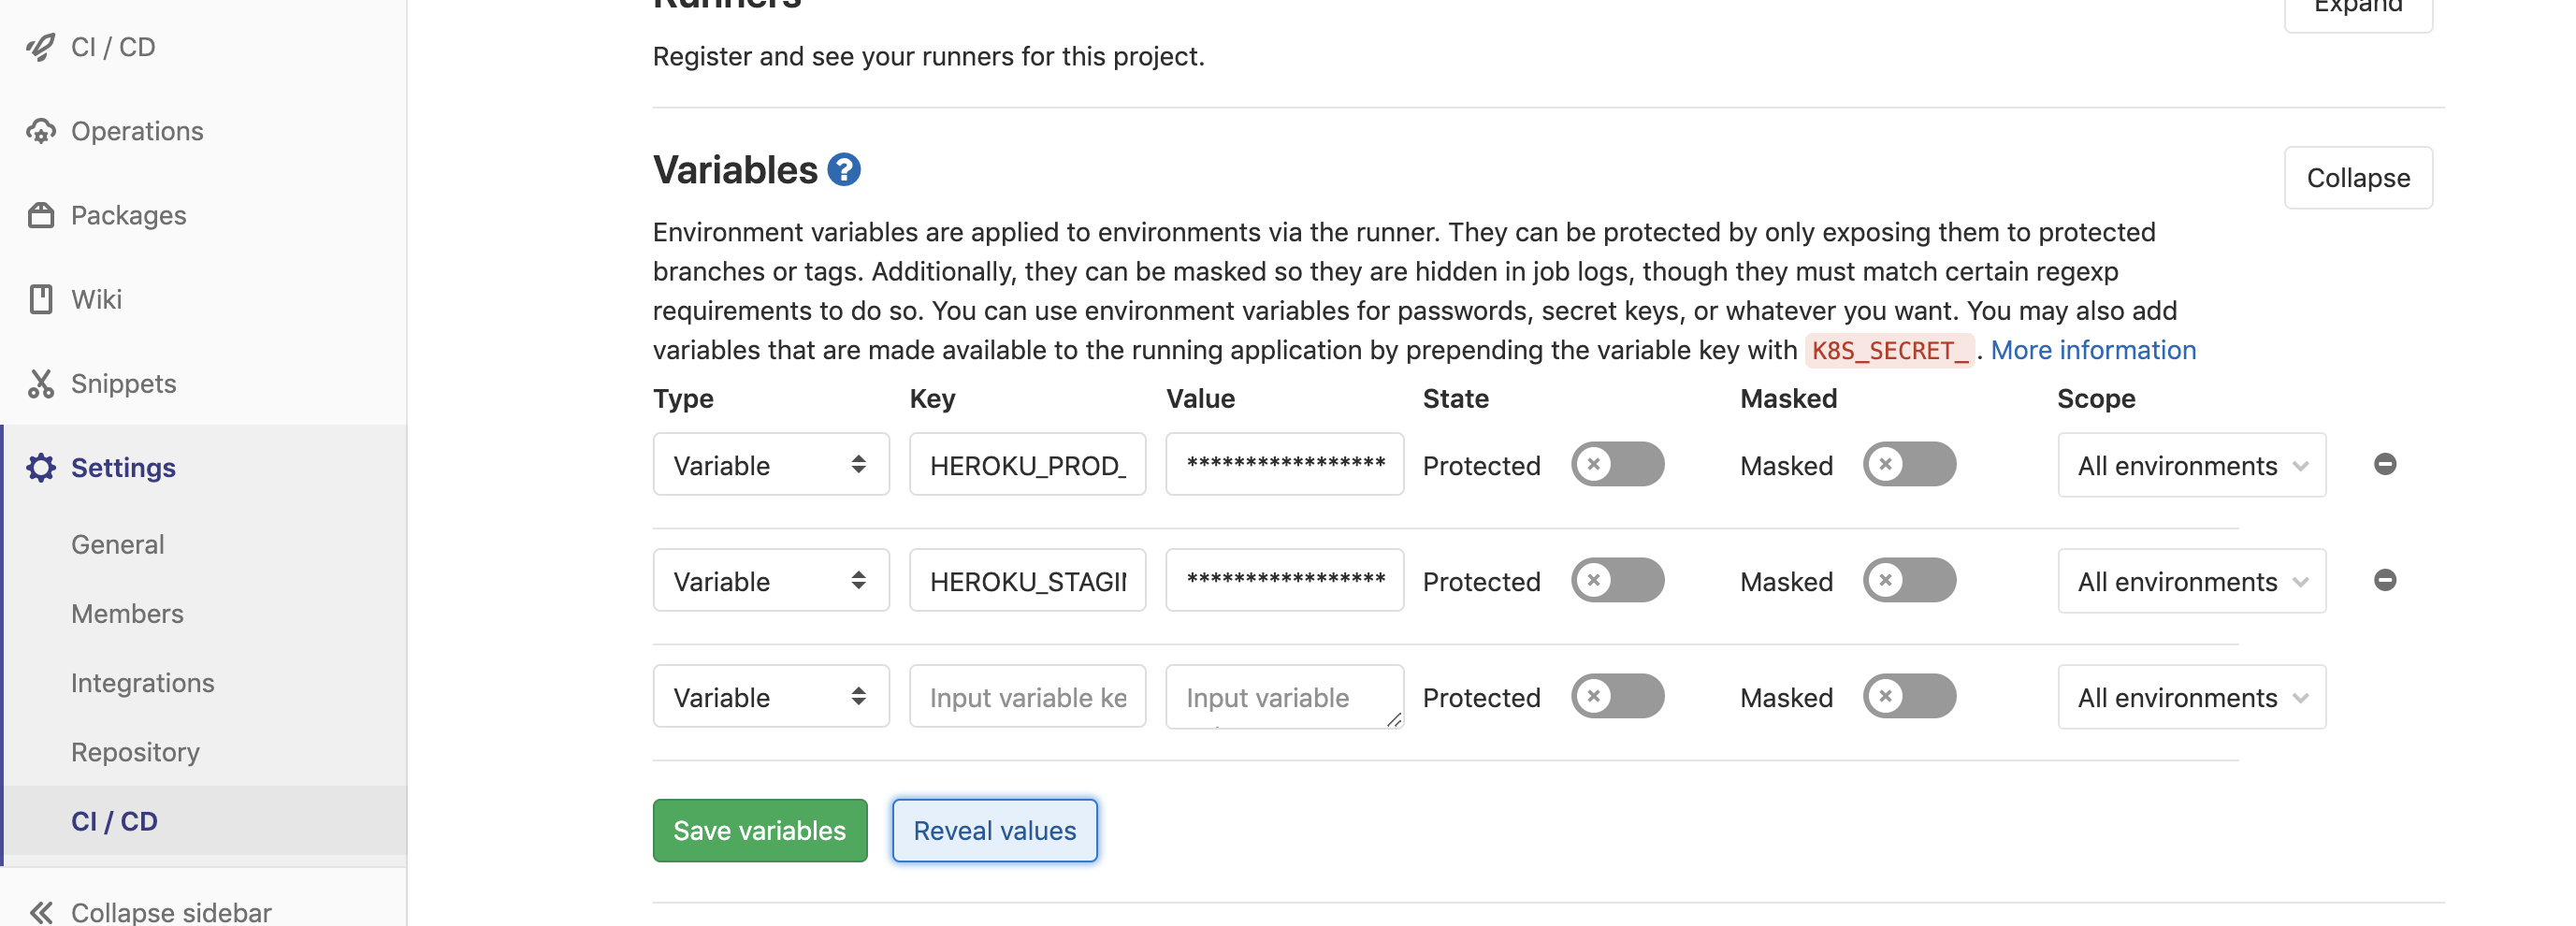 CI / CD
Operations
Packages
Wiki
Snippets
Settings
General
Members
Integrations
Repository
CI / CD
Collapse sidebar
Runners
Expand
Register and see your runners for this project.
Variables ?
Collapse
Environment variables are applied to environments via the runner. They can be protected by only exposing them to protected
branches or tags. Additionally, they can be masked so they are hidden in job logs, though they must match certain regexp
requirements to do so. You can use environment variables for passwords, secret keys, or whatever you want. You may also add
variables that are made available to the running application by prepending the variable key with K8S_SECRET_ . More information
Type Key Value State Masked Scope
Variable HEROKU_PROD_ ***************** Protected Masked All environments
Variable HEROKU_STAGIN ***************** Protected Masked All environments
Variable Input variable ke Input variable Protected Masked All environments
Save variables Reveal values